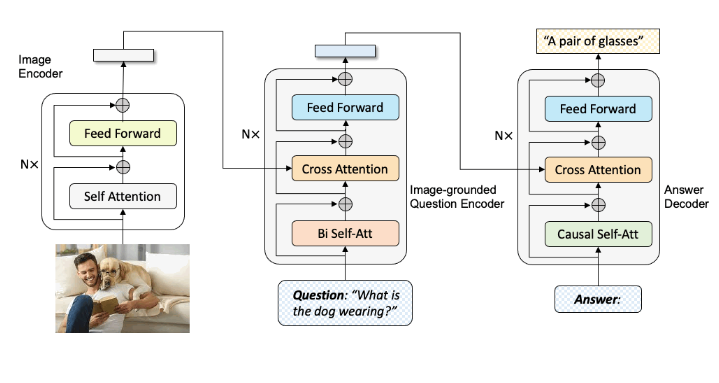 Image
Encoder
Feed Forward
N×
Self Attention
Feed Forward
N×
Cross Attention
Image-grounded
Question Encoder
Bi Self-Att
Question: “What is
the dog wearing?”
“A pair of glasses”
Feed Forward
N×
Cross Attention
Answer
Decoder
Causal Self-Att
Answer: